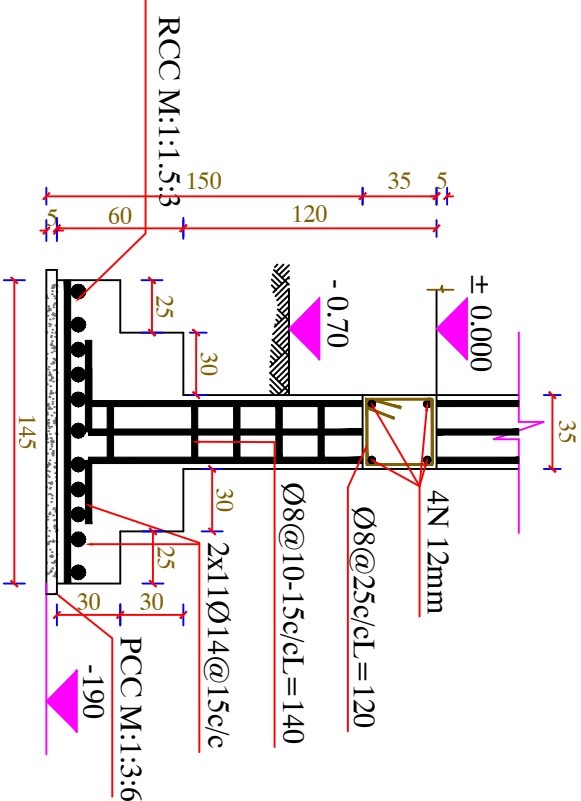 RCC M:1:1.5:3
150
35
5
5
60
120
± 0.000
- 0.70
25
30
35
145
30
25
30
30
4N 12mm
Ø8@25c/cL=120
Ø8@10-15c/cL=140
2x11Ø14@15c/c
PCC M:1:3:6
-190